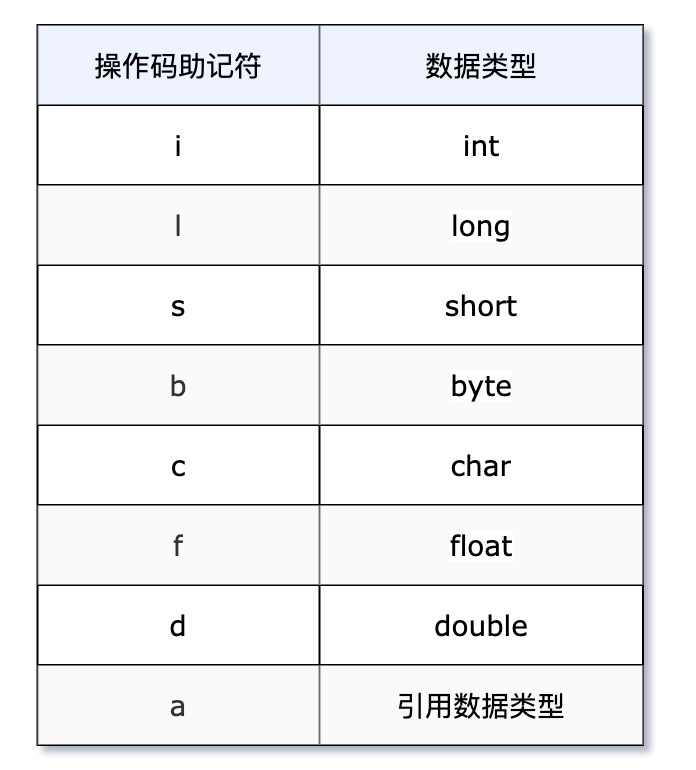 操作码助记符 数据类型
i int
l long
s short
b byte
c char
f float
d double
a 引用数据类型